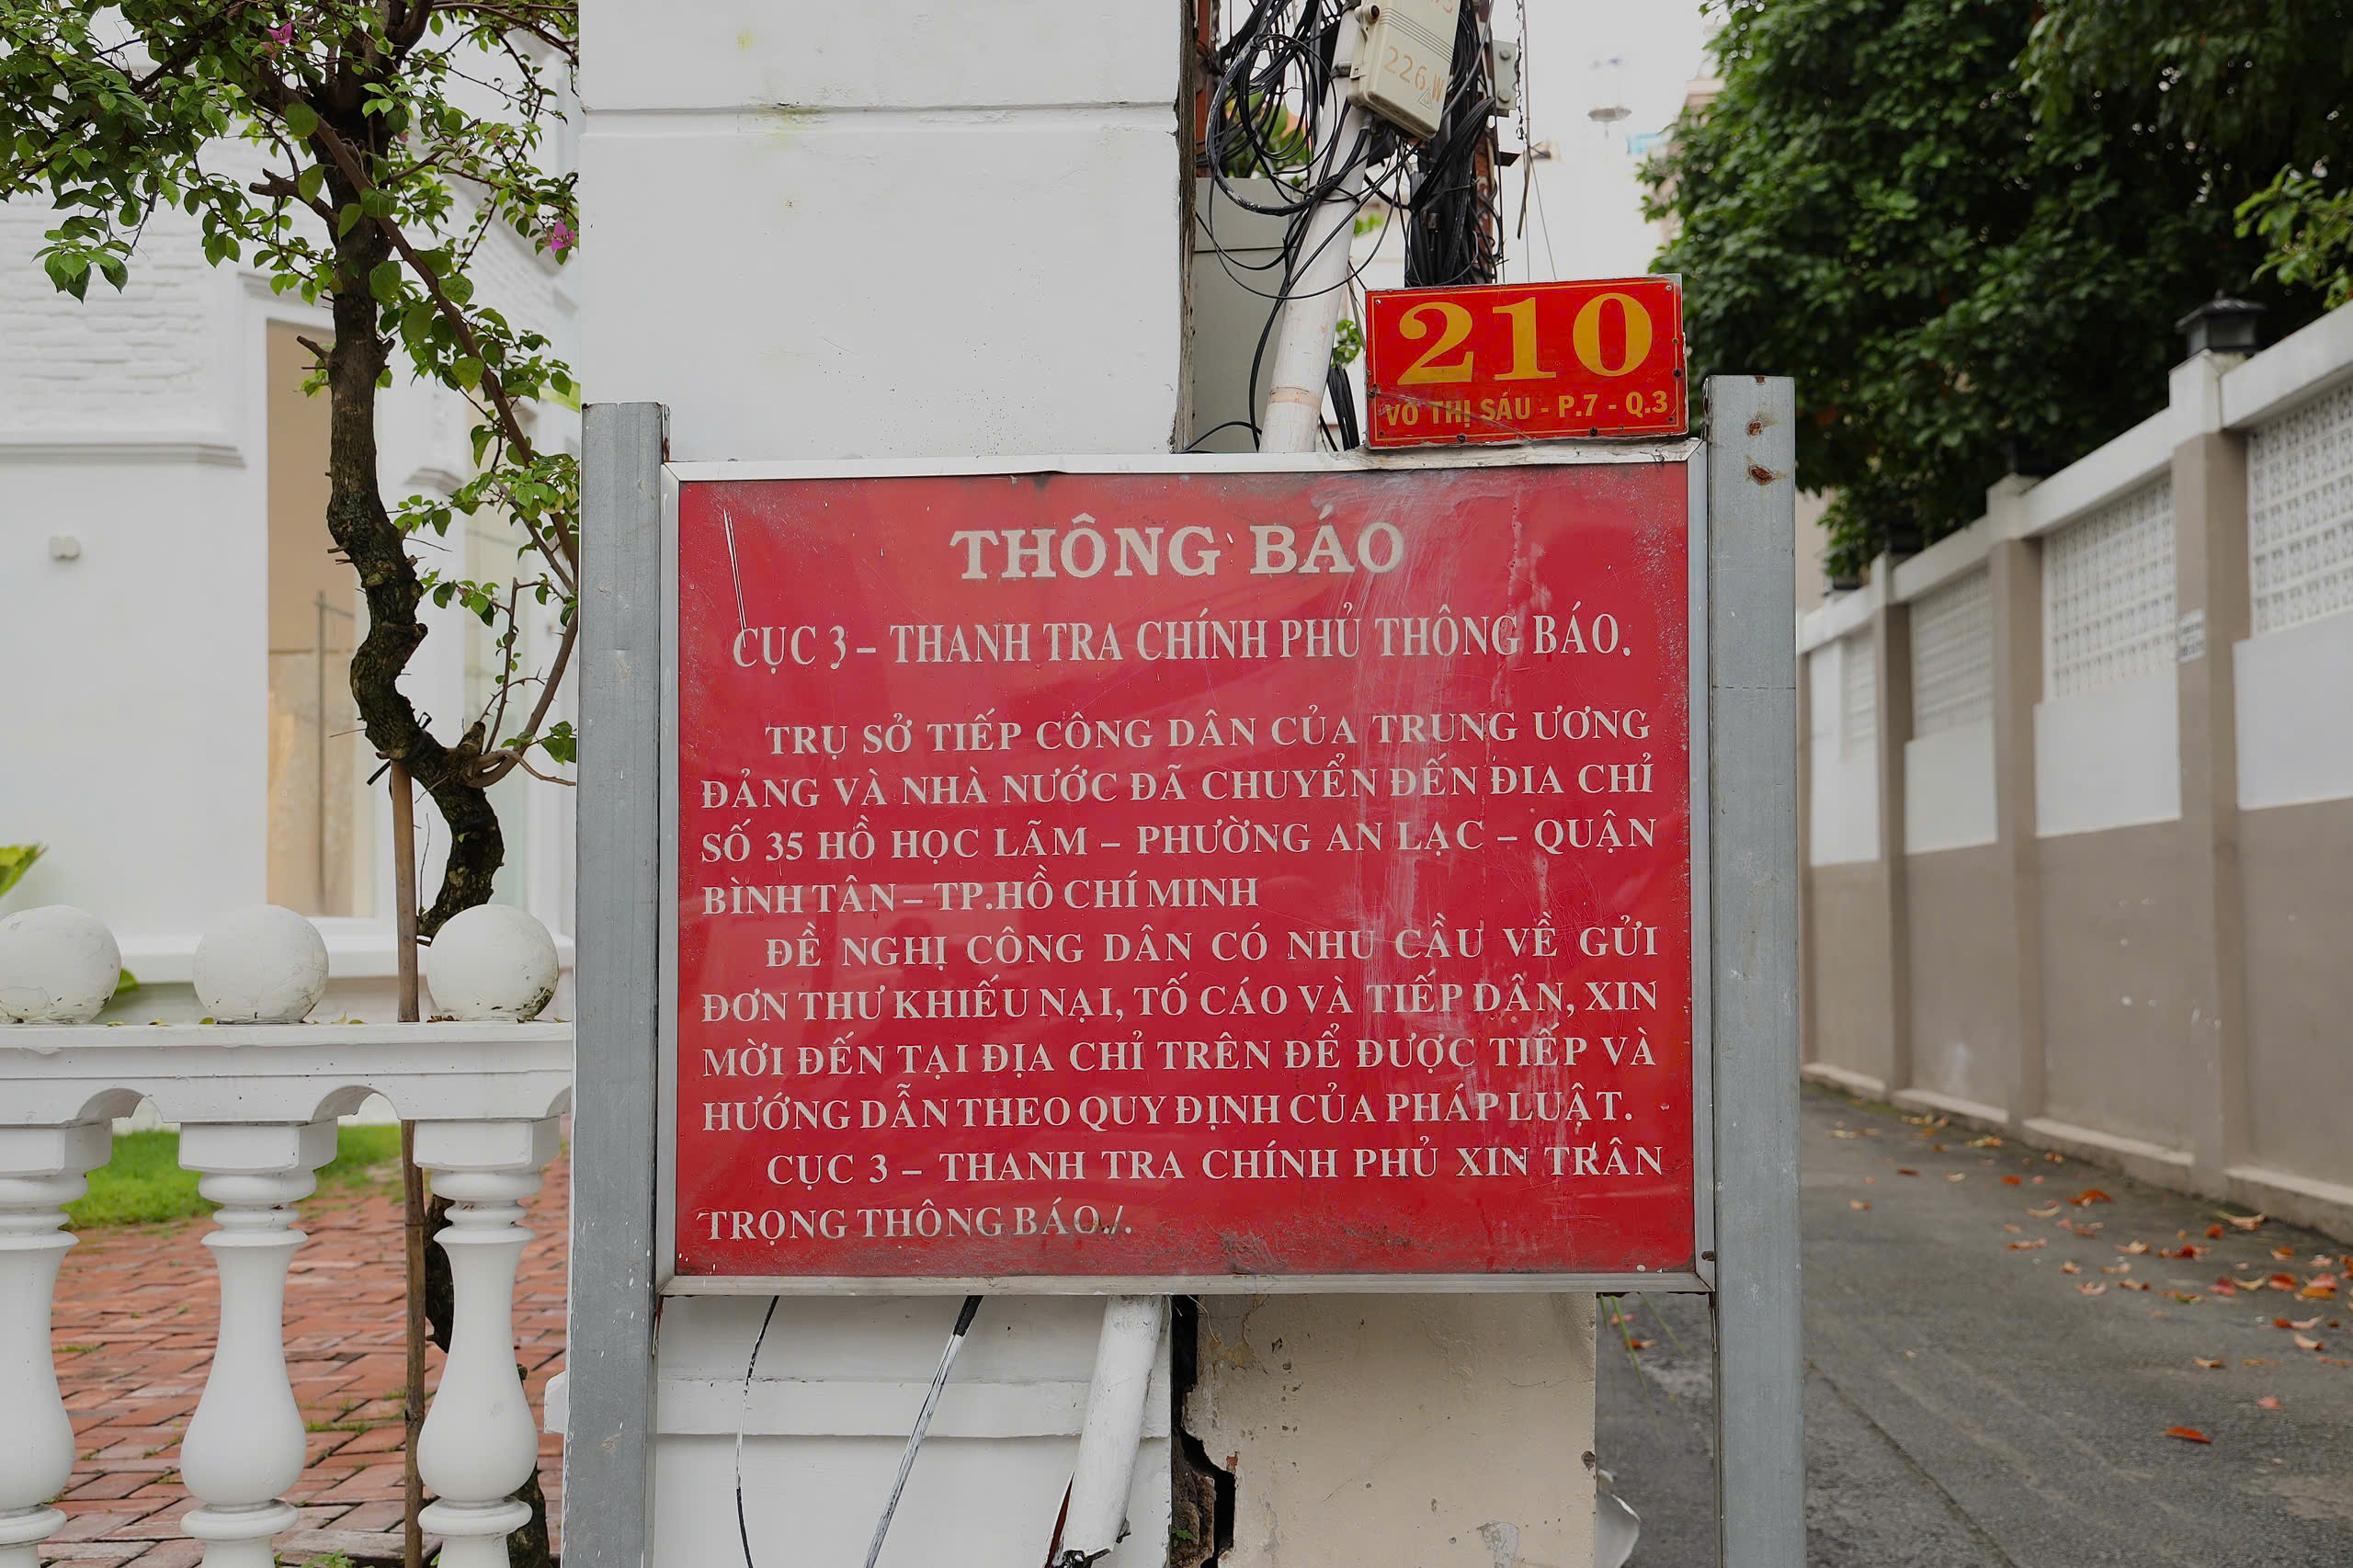 226 W
210
VÕ THỊ SÁU - P.7 - Q.3
THÔNG BÁO
CỤC 3 – THANH TRA CHÍNH PHỦ THÔNG BÁO.
TRỤ SỞ TIẾP CÔNG DÂN CỦA TRUNG ƯƠNG
ĐẢNG VÀ NHÀ NƯỚC ĐÃ CHUYỂN ĐẾN ĐIA CHỈ
SỐ 35 HỒ HỌC LÃM – PHƯỜNG AN LẠC – QUẬN
BÌNH TÂN – TP.HỒ CHÍ MINH
ĐỀ NGHỊ CÔNG DÂN CÓ NHU CẦU VỀ GỬI
ĐƠN THƯ KHIẾU NẠI, TỐ CÁO VÀ TIẾP DẪN, XIN
MỜI ĐẾN TẠI ĐỊA CHỈ TRÊN ĐỂ ĐƯỢC TIẾP VÀ
HƯỚNG DẪN THEO QUY ĐỊNH CỦA PHÁP LUẬT.
CỤC 3 – THANH TRA CHÍNH PHỦ XIN TRÂN
TRỌNG THÔNG BÁO./.